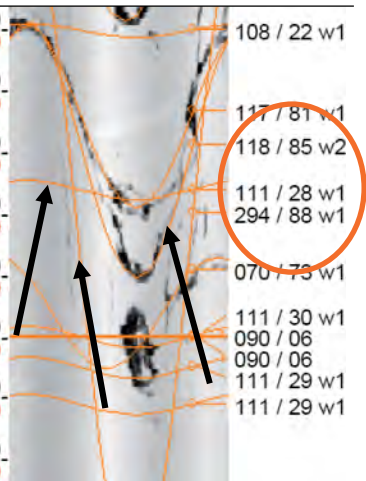 108 / 22 w1
117 / 81 w1
118 / 85 w2
111 / 28 w1
294 / 88 w1
070 / 73 w1
111 / 30 w1
090 / 06
090 / 06
111 / 29 w1
111 / 29 w1